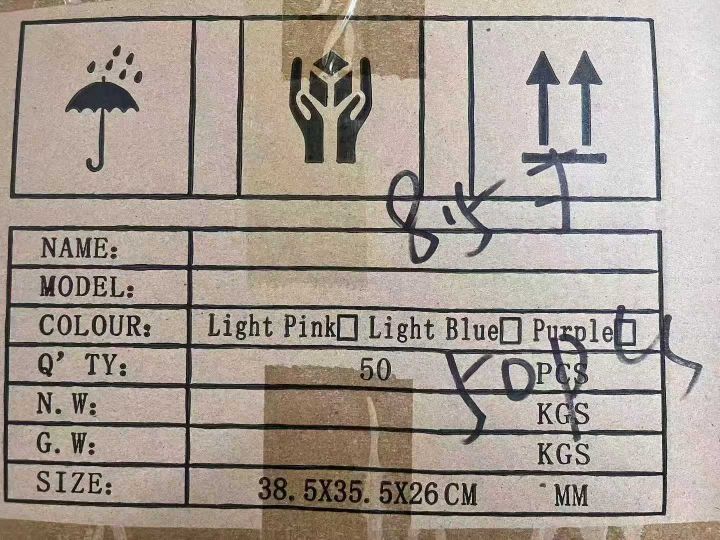 NAME:
MODEL:
COLOUR: Light Pink□ Light Blue□ Purple□
Q' TY: 50 PCS
N. W: KGS
G. W: KGS
SIZE: 38. 5X35. 5X26 CM MM